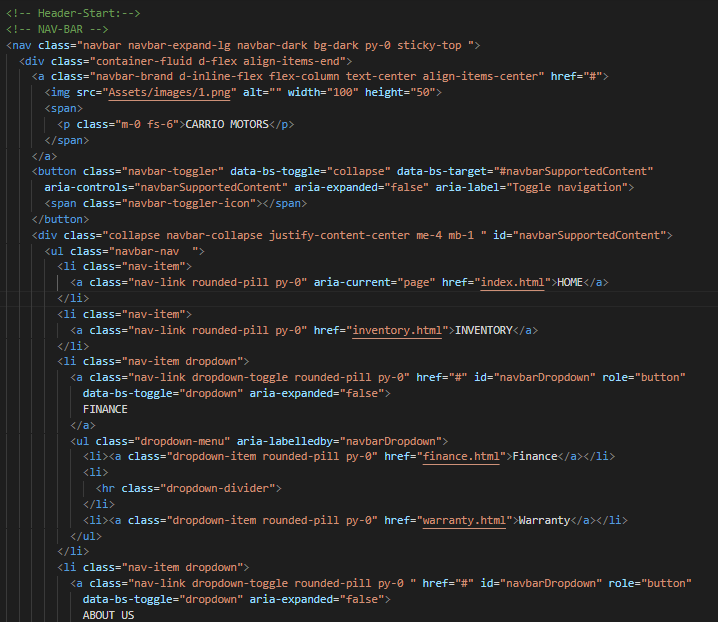 <!-- Header-Start:-->
<!-- NAV-BAR -->
<nav class="navbar navbar-expand-lg navbar-dark bg-dark py-0 sticky-top ">
<div class="container-fluid d-flex align-items-end">
<a class="navbar-brand d-inline-flex flex-column text-center align-items-center" href="#">
<img src="Assets/images/1.png" alt="" width="100" height="50">
<span>
<p class="m-0 fs-6">CARRIO MOTORS</p>
</span>
</a>
<button class="navbar-toggler" data-bs-toggle="collapse" data-bs-target="#navbarSupportedContent"
aria-controls="navbarSupportedContent" aria-expanded="false" aria-label="Toggle navigation">
<span class="navbar-toggler-icon"></span>
</button>
<div class="collapse navbar-collapse justify-content-center me-4 mb-1 " id="navbarSupportedContent">
<ul class="navbar-nav  ">
<li class="nav-item">
<a class="nav-link rounded-pill py-0" aria-current="page" href="index.html">HOME</a>
</li>
<li class="nav-item">
<a class="nav-link rounded-pill py-0" href="inventory.html">INVENTORY</a>
</li>
<li class="nav-item dropdown">
<a class="nav-link dropdown-toggle rounded-pill py-0" href="#" id="navbarDropdown" role="button"
data-bs-toggle="dropdown" aria-expanded="false">
FINANCE
</a>
<ul class="dropdown-menu" aria-labelledby="navbarDropdown">
<li><a class="dropdown-item rounded-pill py-0" href="finance.html">Finance</a></li>
<li>
<hr class="dropdown-divider">
</li>
<li><a class="dropdown-item rounded-pill py-0" href="warranty.html">Warranty</a></li>
</ul>
</li>
<li class="nav-item dropdown">
<a class="nav-link dropdown-toggle rounded-pill py-0 " href="#" id="navbarDropdown" role="button"
data-bs-toggle="dropdown" aria-expanded="false">
ABOUT US